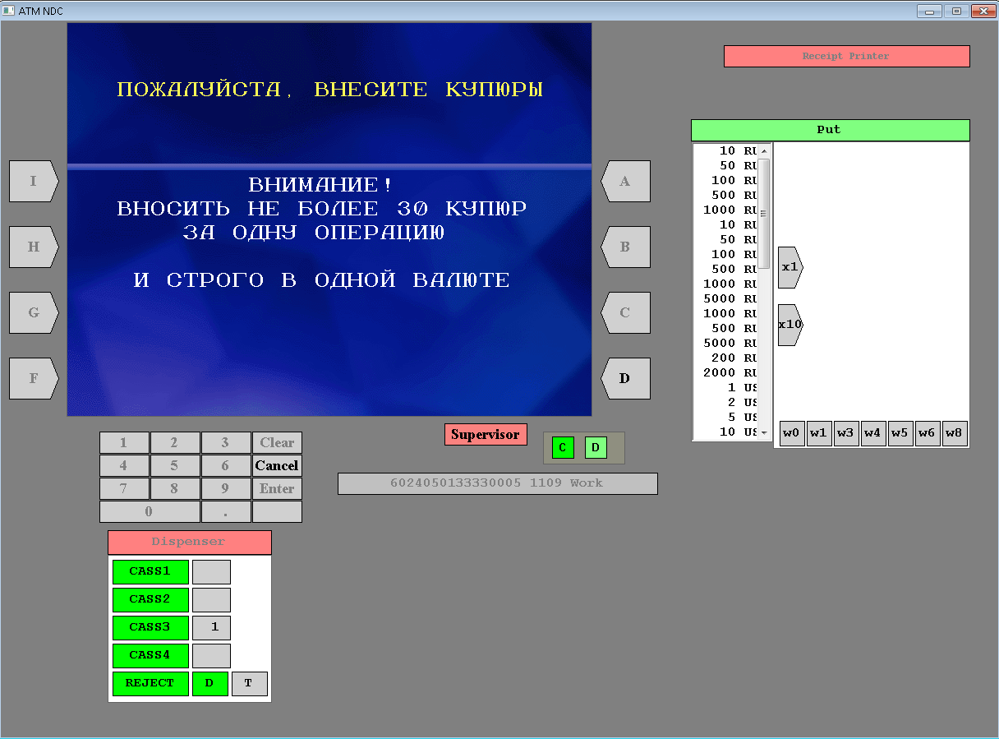 ATM NDC
Receipt Printer
ПОЖАЛУЙСТА, ВНЕСИТЕ КУПЮРЫ
ВНИМАНИЕ!
ВНОСИТЬ НЕ БОЛЕЕ 30 КУПЮР
ЗА ОДНУ ОПЕРАЦИЮ
И СТРОГО В ОДНОЙ ВАЛЮТЕ
I
H
G
F
A
B
C
D
Put
10 RU
50 RU
100 RU
500 RU
1000 RU
10 RU
50 RU
100 RU
500 RU
1000 RU
5000 RU
1000 RU
500 RU
5000 RU
200 RU
2000 RU
1 US
2 US
5 US
10 US
x1
x10
w0 w1 w3 w4 w5 w6 w8
Supervisor
C D
6024050133330005 1109 Work
1 2 3 Clear
4 5 6 Cancel
7 8 9 Enter
0 .
Dispenser
CASS1
CASS2
CASS3 1
CASS4
REJECT D T